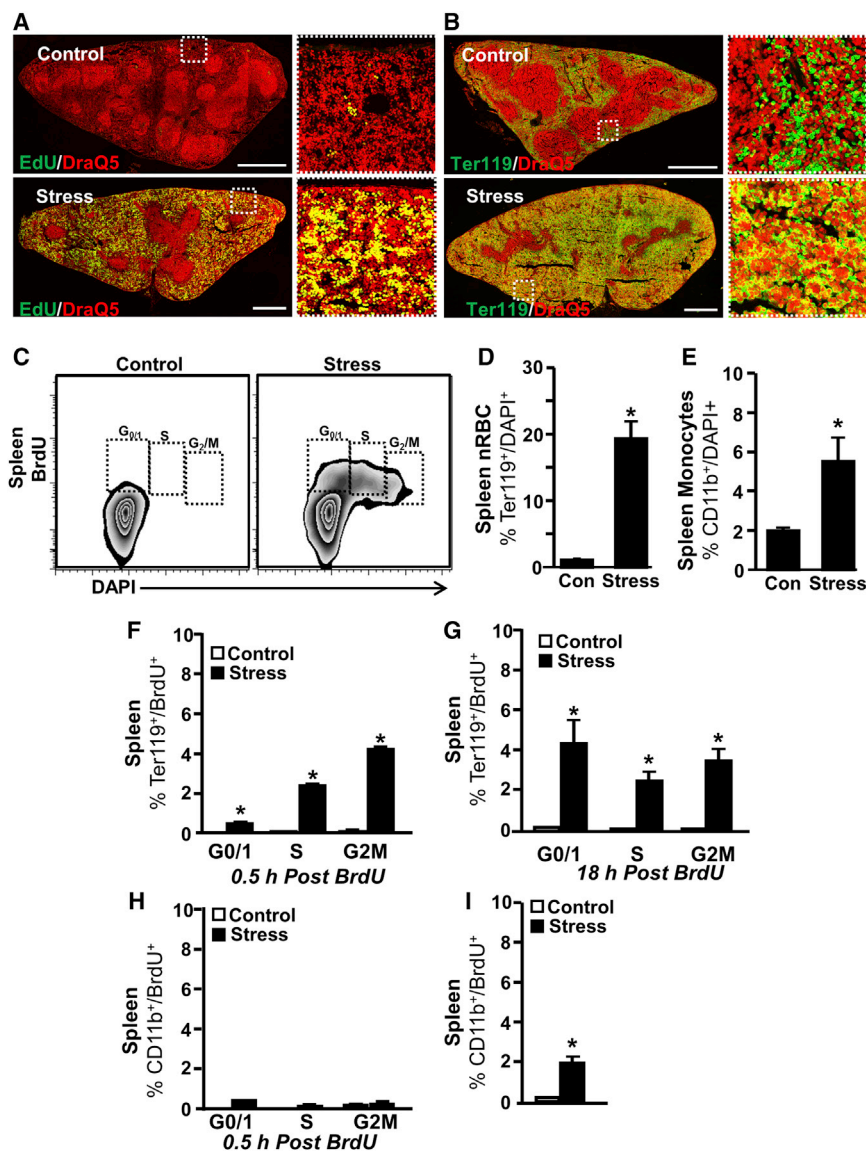 A
B
Control
Control
EdU/DraQ5
Ter119/DraQ5
Stress
Stress
EdU/DraQ5
Ter119/DraQ5
C
Control
Stress
Spleen
BrdU
G0/1
S
G2/M
G0/1
S
G2/M
DAPI
D
Spleen nRBC
% Ter119+/DAPI+
30
20
10
0
*
Con
Stress
E
Spleen Monocytes
% CD11b+/DAPI+
10
8
6
4
2
0
*
Con
Stress
F
Spleen
% Ter119+/BrdU+
10
8
6
4
2
0
Control
Stress
*
*
*
G0/1
S
G2M
0.5 h Post BrdU
G
Spleen
% Ter119+/BrdU+
10
8
6
4
2
0
Control
Stress
*
*
*
G0/1
S
G2M
18 h Post BrdU
H
Spleen
% CD11b+/BrdU+
10
8
6
4
2
0
Control
Stress
G0/1
S
G2M
0.5 h Post BrdU
I
Spleen
% CD11b+/BrdU+
10
8
6
4
2
0
Control
Stress
*